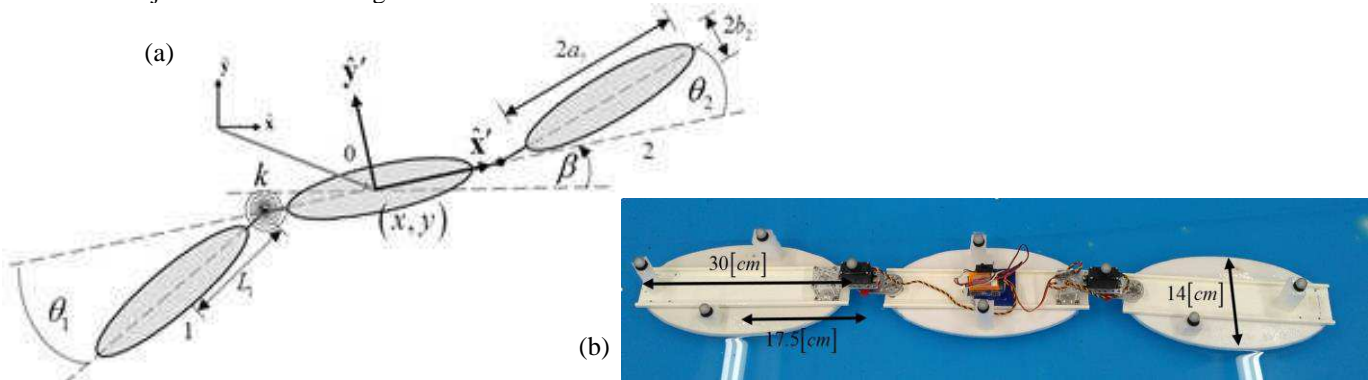 (a)
2b₂
2a₂
ŷ
ŷ′
θ₂
x̂
x̂′
0
2
k
β
(x, y)
l₁
θ₁
1
30[cm]
14[cm]
17.5[cm]
(b)